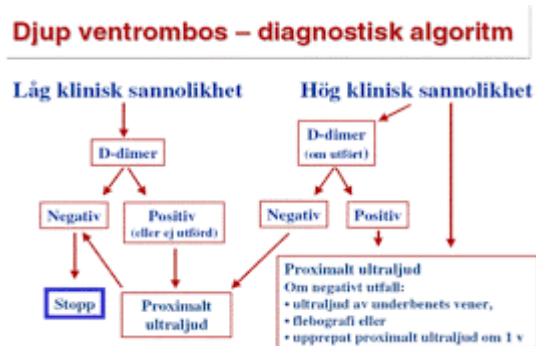 Djup ventrombos – diagnostisk algoritm
Låg klinisk sannolikhet
Hög klinisk sannolikhet
D-dimer
D-dimer
(om utfört)
Negativ
Positiv
(eller ej utförd)
Negativ
Positiv
Stopp
Proximalt
ultraljud
Proximalt ultraljud
Om negativt utfall:
• ultraljud av underbenets vener,
• flebografi eller
• upprepat proximalt ultraljud om 1 v